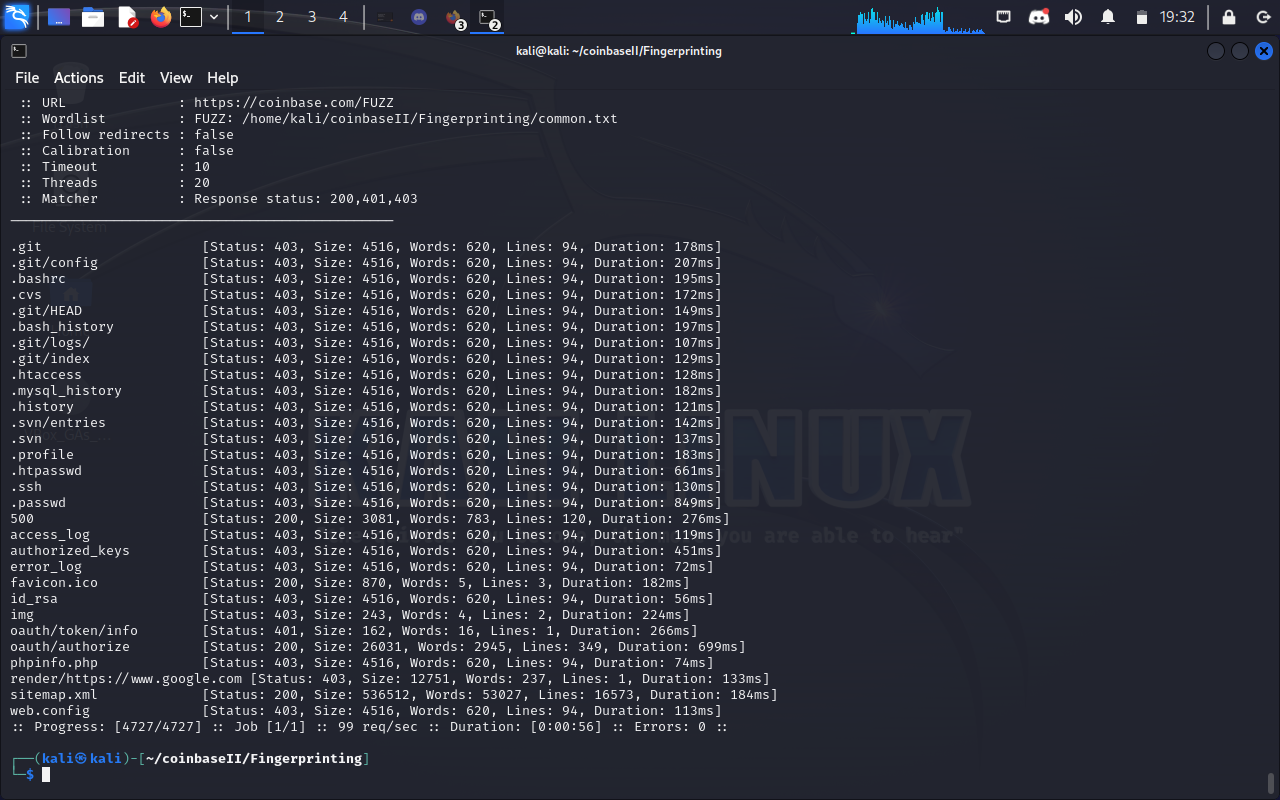 1 2 3 4 3 2 19:32
kali@kali: ~/coinbaseII/Fingerprinting
File Actions Edit View Help
:: URL : https://coinbase.com/FUZZ
:: Wordlist : FUZZ: /home/kali/coinbaseII/Fingerprinting/common.txt
:: Follow redirects : false
:: Calibration : false
:: Timeout : 10
:: Threads : 20
:: Matcher : Response status: 200,401,403
File System
.git [Status: 403, Size: 4516, Words: 620, Lines: 94, Duration: 178ms]
.git/config [Status: 403, Size: 4516, Words: 620, Lines: 94, Duration: 207ms]
.bashrc [Status: 403, Size: 4516, Words: 620, Lines: 94, Duration: 195ms]
.cvs [Status: 403, Size: 4516, Words: 620, Lines: 94, Duration: 172ms]
.git/HEAD [Status: 403, Size: 4516, Words: 620, Lines: 94, Duration: 149ms]
.bash_history [Status: 403, Size: 4516, Words: 620, Lines: 94, Duration: 197ms]
.git/logs/ [Status: 403, Size: 4516, Words: 620, Lines: 94, Duration: 107ms]
.git/index [Status: 403, Size: 4516, Words: 620, Lines: 94, Duration: 129ms]
.htaccess [Status: 403, Size: 4516, Words: 620, Lines: 94, Duration: 128ms]
.mysql_history [Status: 403, Size: 4516, Words: 620, Lines: 94, Duration: 182ms]
.history [Status: 403, Size: 4516, Words: 620, Lines: 94, Duration: 121ms]
.svn/entries [Status: 403, Size: 4516, Words: 620, Lines: 94, Duration: 142ms]
.svn [Status: 403, Size: 4516, Words: 620, Lines: 94, Duration: 137ms]
.profile [Status: 403, Size: 4516, Words: 620, Lines: 94, Duration: 183ms]
.htpasswd [Status: 403, Size: 4516, Words: 620, Lines: 94, Duration: 661ms]
.ssh [Status: 403, Size: 4516, Words: 620, Lines: 94, Duration: 130ms]
.passwd [Status: 403, Size: 4516, Words: 620, Lines: 94, Duration: 849ms]
500 [Status: 200, Size: 3081, Words: 783, Lines: 120, Duration: 276ms]
access_log [Status: 403, Size: 4516, Words: 620, Lines: 94, Duration: 119ms]
you are able to hear"
authorized_keys [Status: 403, Size: 4516, Words: 620, Lines: 94, Duration: 451ms]
error_log [Status: 403, Size: 4516, Words: 620, Lines: 94, Duration: 72ms]
favicon.ico [Status: 200, Size: 870, Words: 5, Lines: 3, Duration: 182ms]
id_rsa [Status: 403, Size: 4516, Words: 620, Lines: 94, Duration: 56ms]
img [Status: 403, Size: 243, Words: 4, Lines: 2, Duration: 224ms]
oauth/token/info [Status: 401, Size: 162, Words: 16, Lines: 1, Duration: 266ms]
oauth/authorize [Status: 200, Size: 26031, Words: 2945, Lines: 349, Duration: 699ms]
phpinfo.php [Status: 403, Size: 4516, Words: 620, Lines: 94, Duration: 74ms]
render/https://www.google.com [Status: 403, Size: 12751, Words: 237, Lines: 1, Duration: 133ms]
sitemap.xml [Status: 200, Size: 536512, Words: 53027, Lines: 16573, Duration: 184ms]
web.config [Status: 403, Size: 4516, Words: 620, Lines: 94, Duration: 113ms]
:: Progress: [4727/4727] :: Job [1/1] :: 99 req/sec :: Duration: [0:00:56] :: Errors: 0 ::
┌──(kali㉿kali)-[~/coinbaseII/Fingerprinting]
└─$